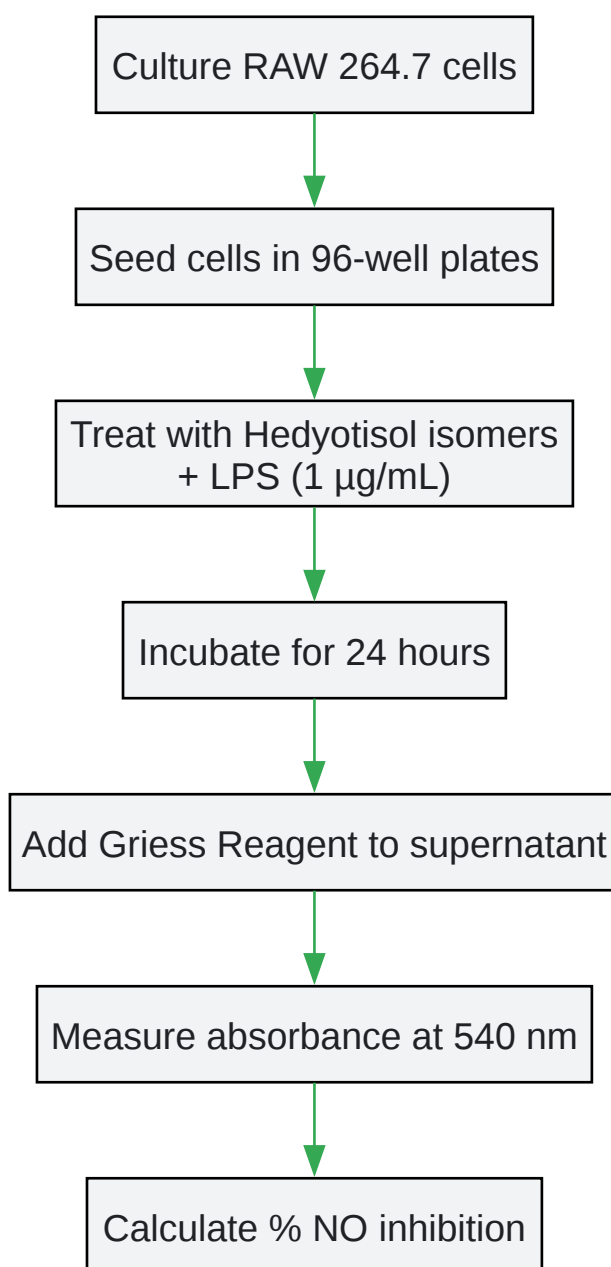 Culture RAW 264.7 cells
Seed cells in 96-well plates
Treat with Hedyotisol isomers
+ LPS (1 µg/mL)
Incubate for 24 hours
Add Griess Reagent to supernatant
Measure absorbance at 540 nm
Calculate % NO inhibition